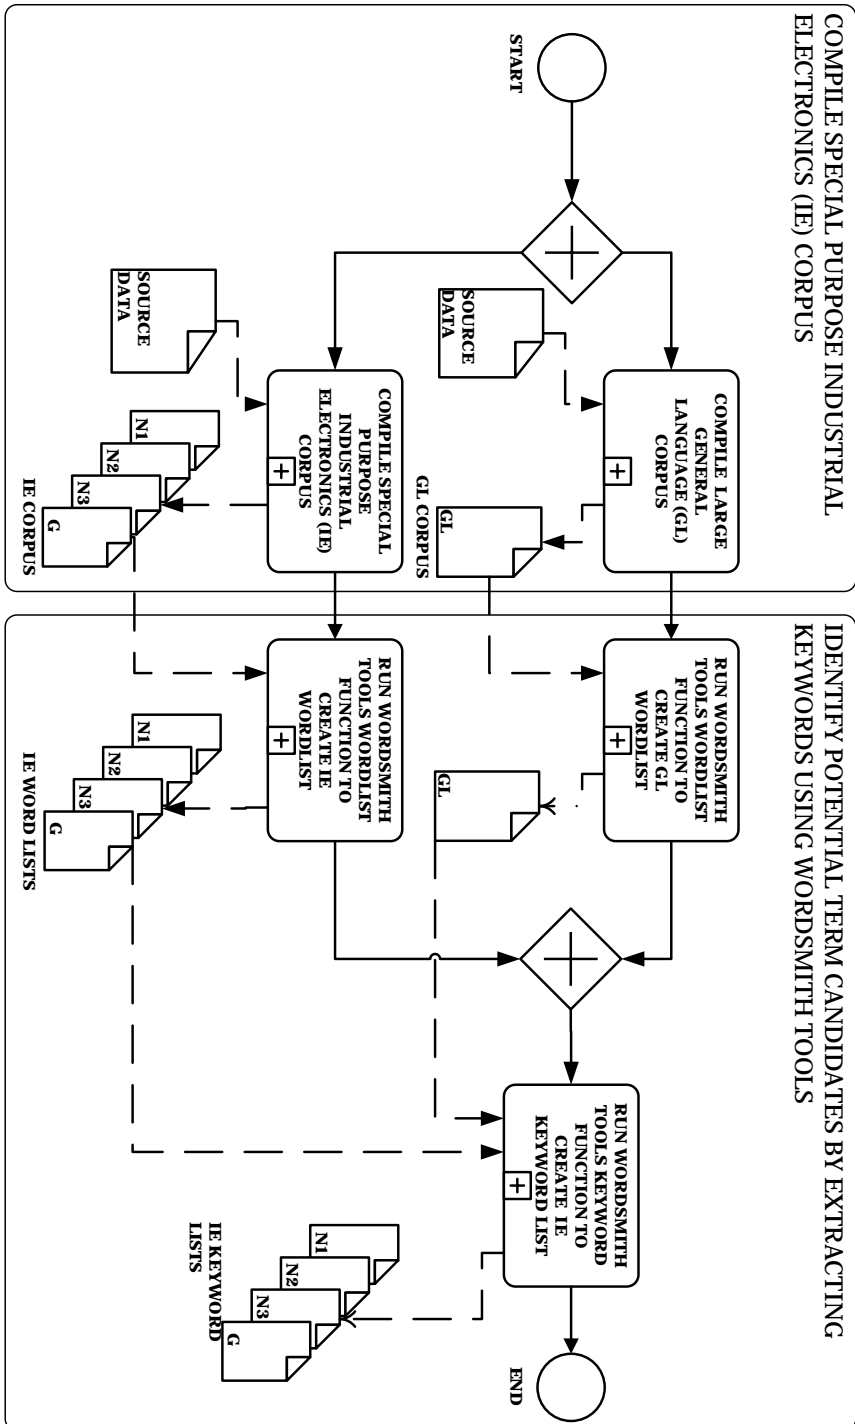 COMPILE SPECIAL PURPOSE INDUSTRIAL
ELECTRONICS (IE) CORPUS
START
COMPILE LARGE
GENERAL
LANGUAGE (GL)
CORPUS
SOURCE
DATA
GL
GL CORPUS
COMPILE SPECIAL
PURPOSE
INDUSTRIAL
ELECTRONICS (IE)
CORPUS
SOURCE
DATA
N1
N2
N3
G
IE CORPUS
IDENTIFY POTENTIAL TERM CANDIDATES BY EXTRACTING
KEYWORDS USING WORDSMITH TOOLS
RUN WORDSMITH
TOOLS WORDLIST
FUNCTION TO
CREATE GL
WORDLIST
GL
RUN WORDSMITH
TOOLS WORDLIST
FUNCTION TO
CREATE IE
WORDLIST
N1
N2
N3
G
IE WORD LISTS
RUN WORDSMITH
TOOLS KEYWORD
FUNCTION TO
CREATE IE
KEYWORD LIST
N1
N2
N3
G
IE KEYWORD
LISTS
END